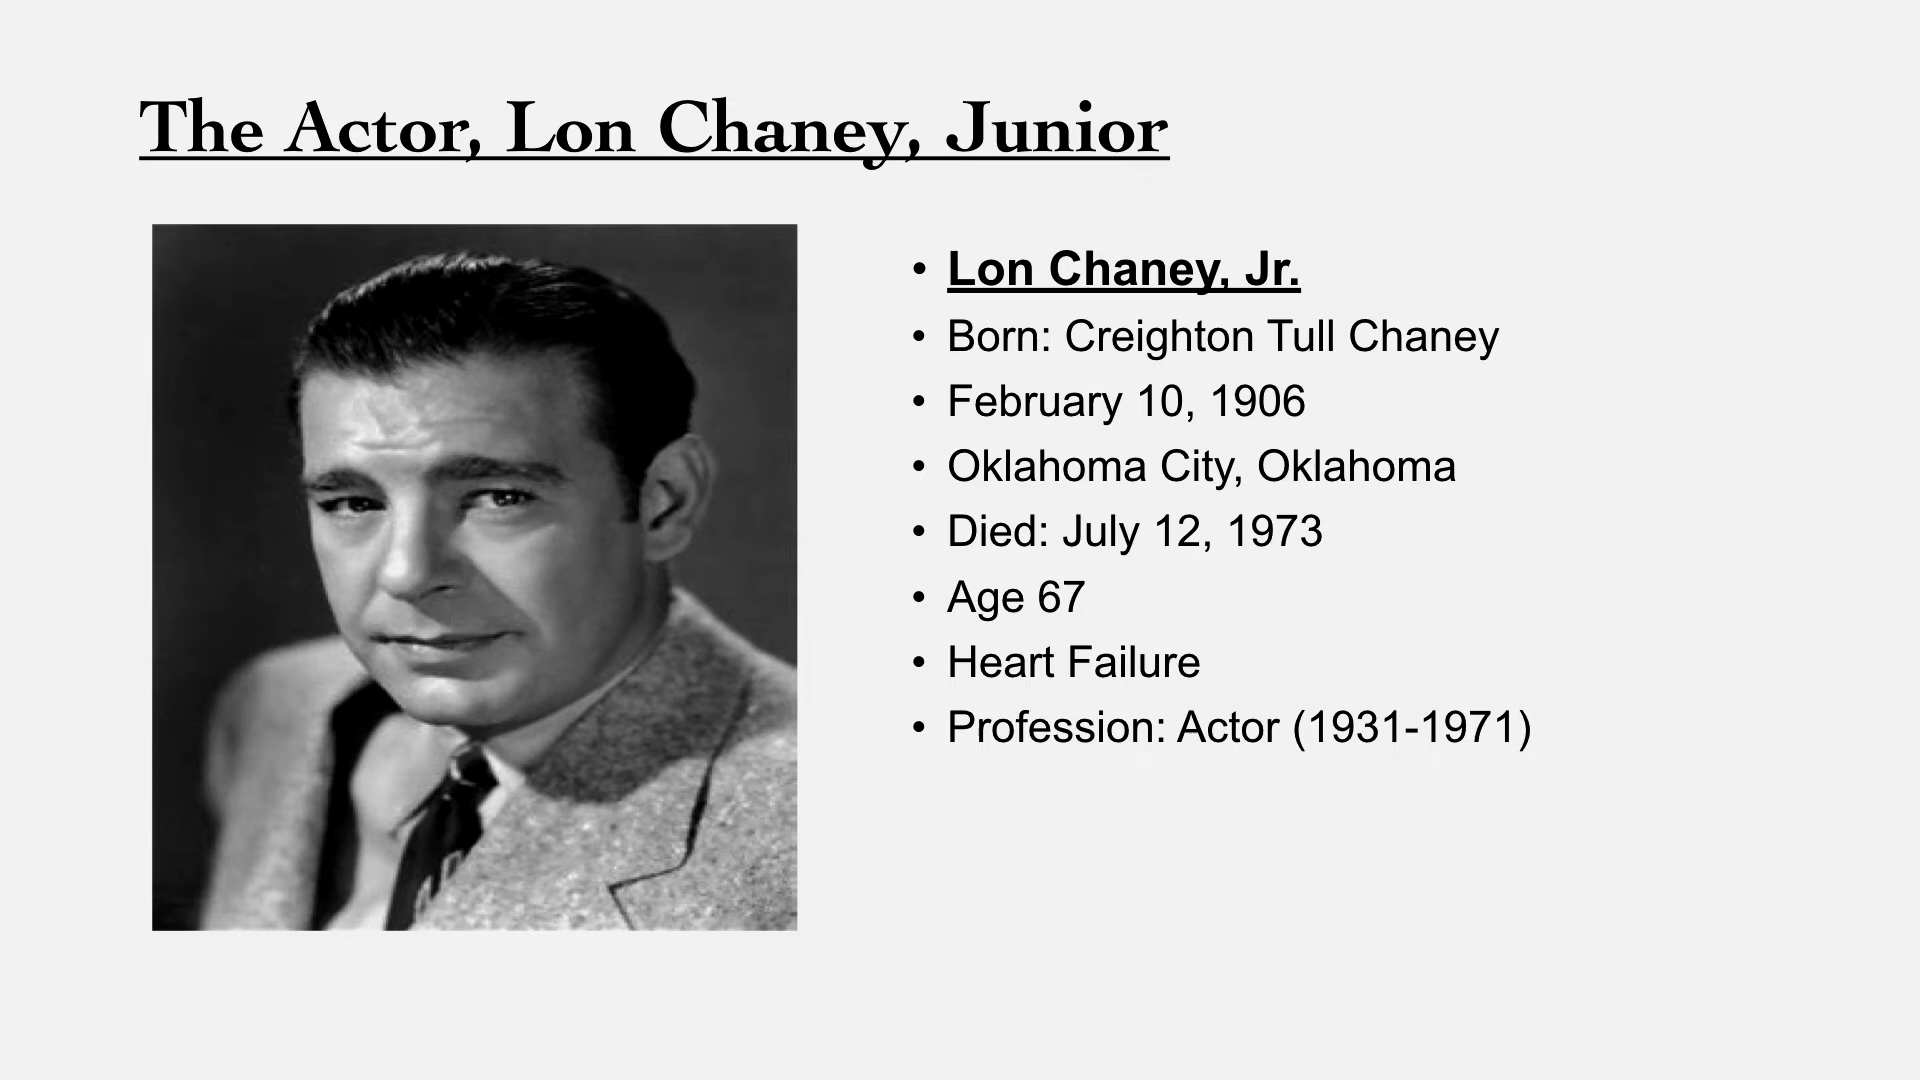 The Actor, Lon Chaney, Junior
• Lon Chaney, Jr.
• Born: Creighton Tull Chaney
• February 10, 1906
• Oklahoma City, Oklahoma
• Died: July 12, 1973
• Age 67
• Heart Failure
• Profession: Actor (1931-1971)